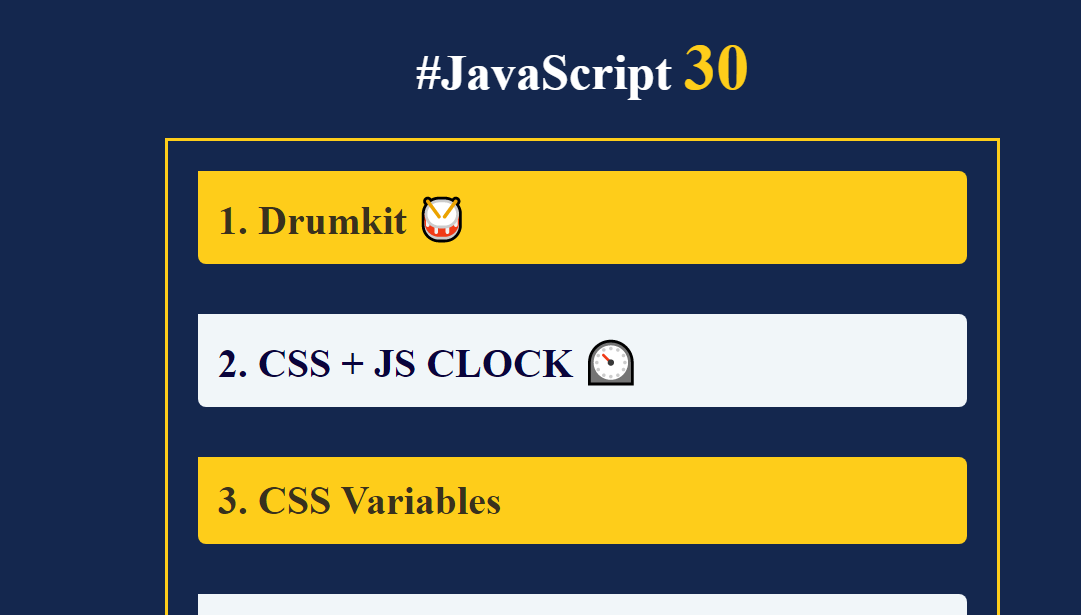 #JavaScript 30
1. Drumkit 🥁
2. CSS + JS CLOCK ⏲
3. CSS Variables